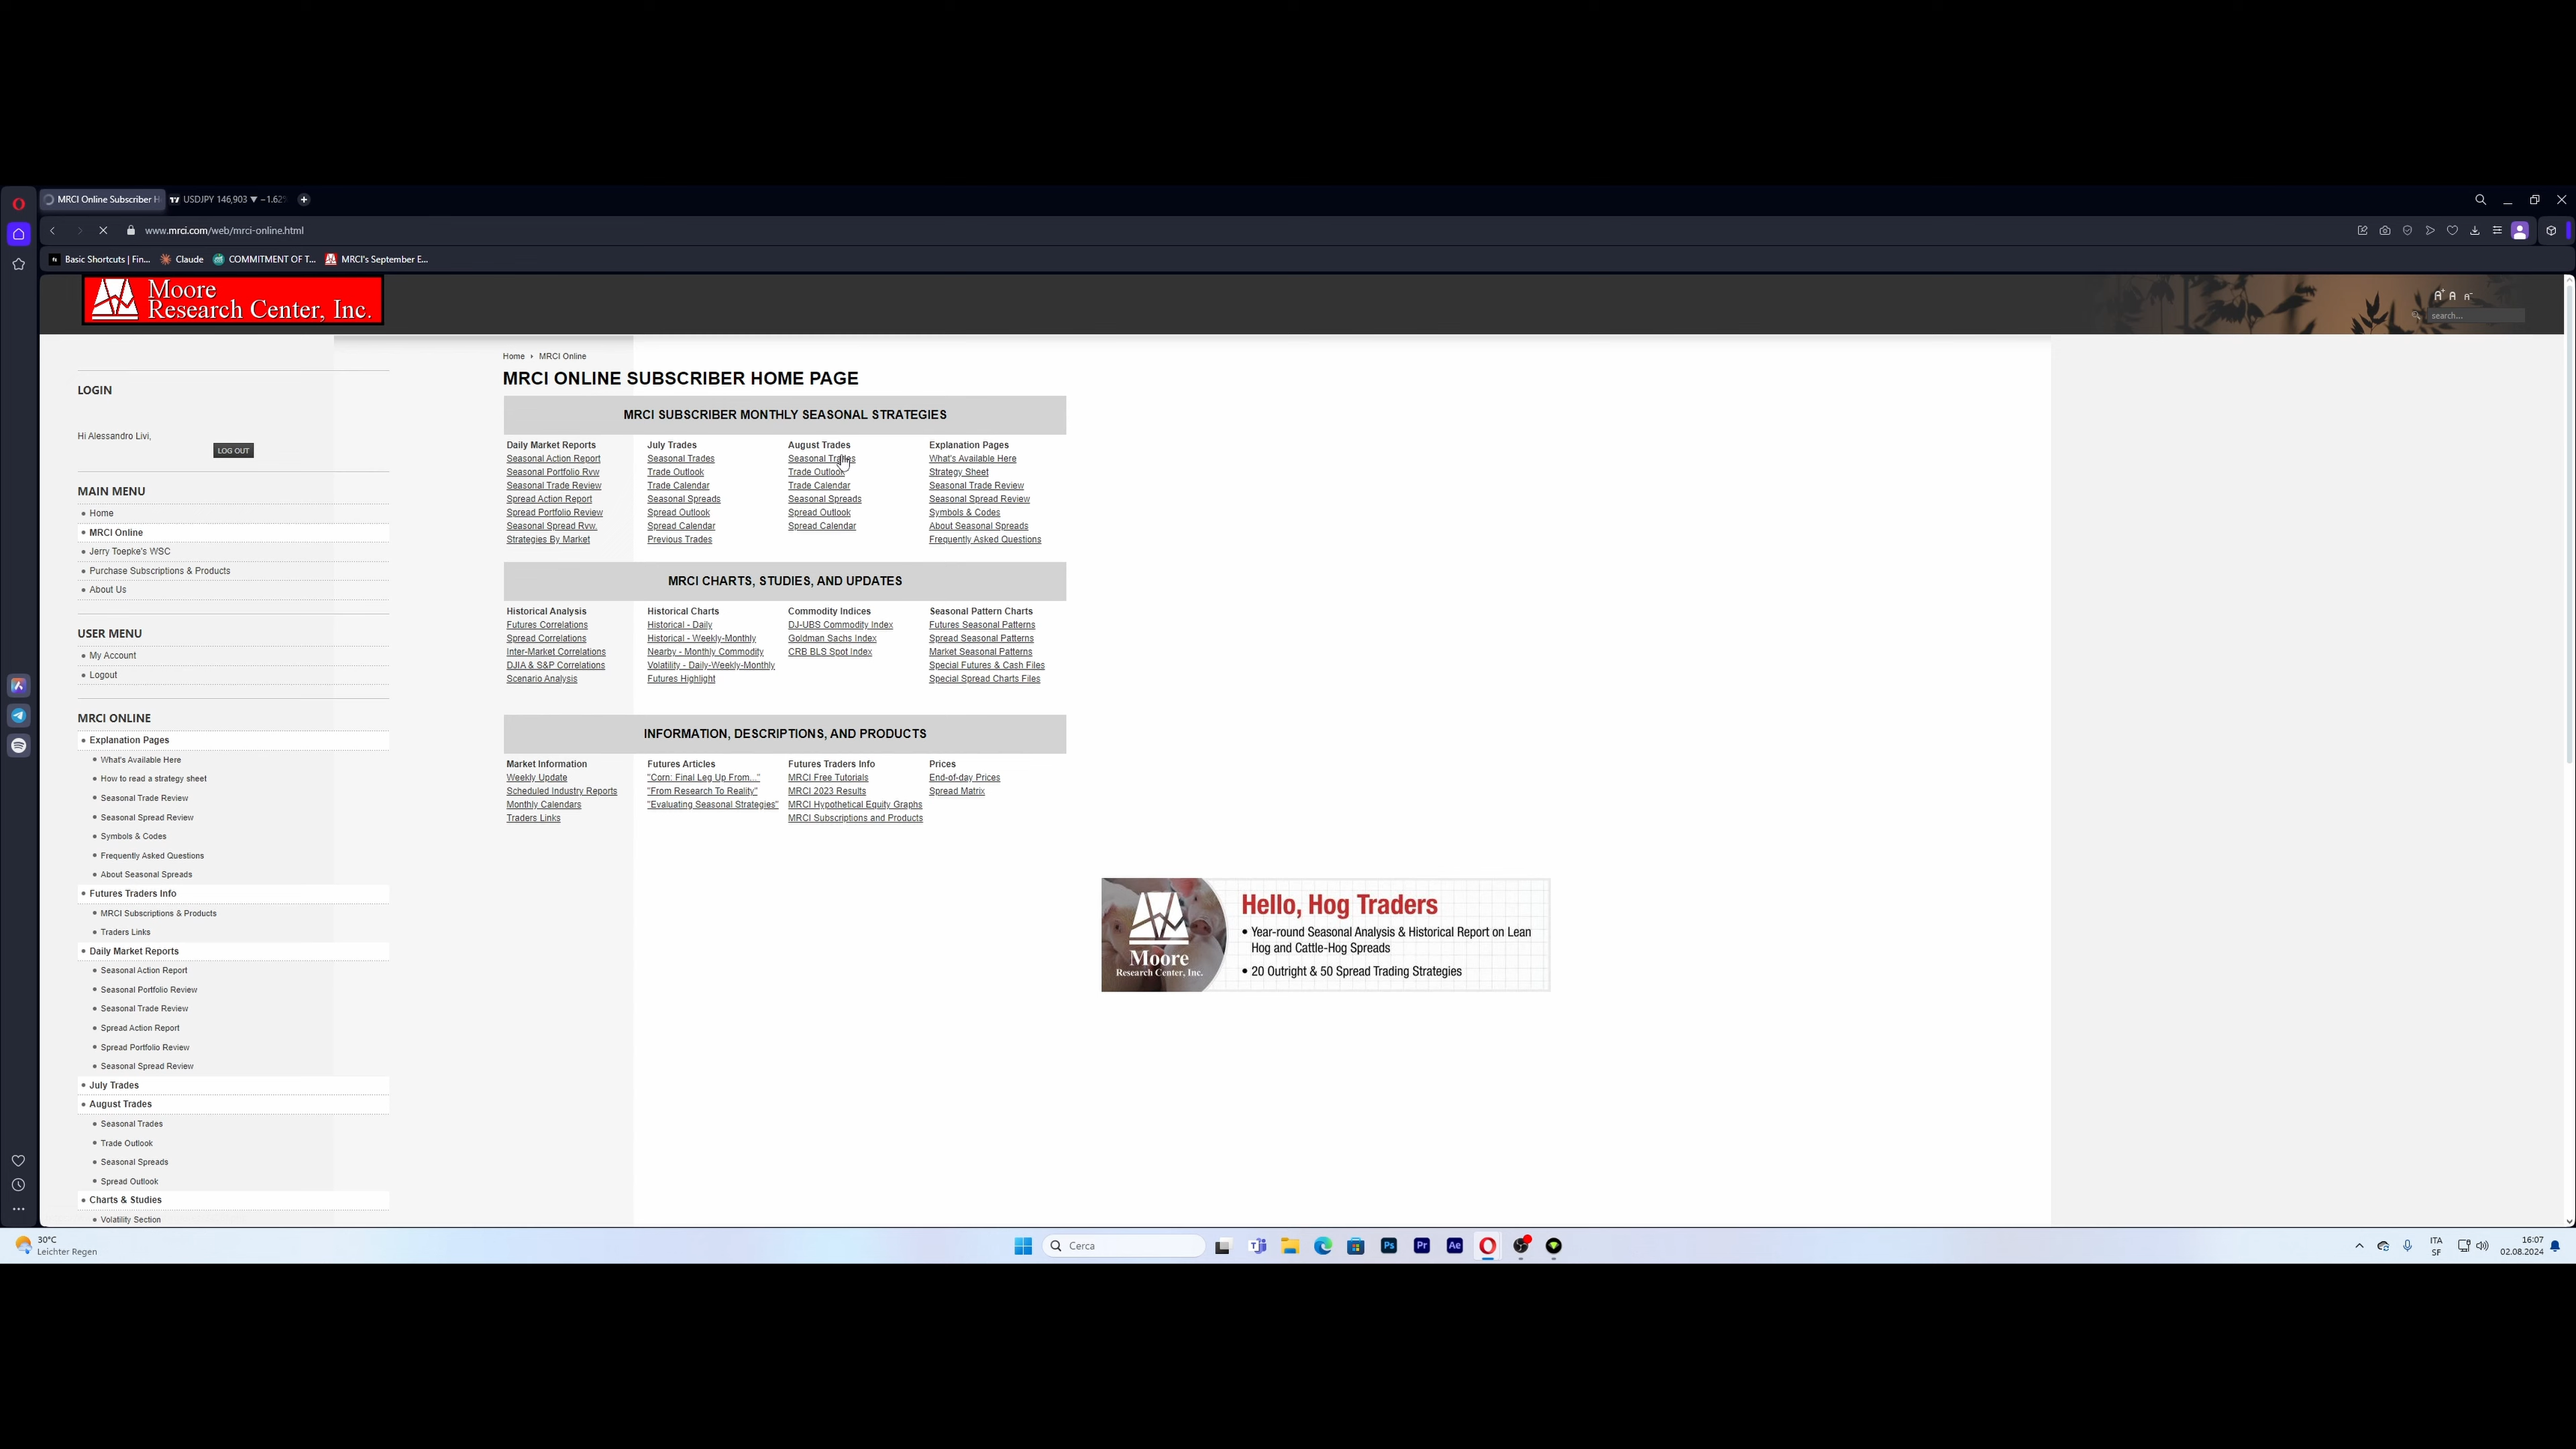 MRCI Online Subscriber H
USDJPY 146,903 ▼ −1.62
www.mrci.com/web/mrci-online.html
Basic Shortcuts | Fin...
Claude
COMMITMENT OF T...
MRCI's September E...
Moore
Research Center, Inc.
A+ A A-
search...
LOGIN
Hi Alessandro Livi,
LOG OUT
MAIN MENU
Home
MRCI Online
Jerry Toepke's WSC
Purchase Subscriptions & Products
About Us
USER MENU
My Account
Logout
MRCI ONLINE
Explanation Pages
What's Available Here
How to read a strategy sheet
Seasonal Trade Review
Seasonal Spread Review
Symbols & Codes
Frequently Asked Questions
About Seasonal Spreads
Futures Traders Info
MRCI Subscriptions & Products
Traders Links
Daily Market Reports
Seasonal Action Report
Seasonal Portfolio Review
Seasonal Trade Review
Spread Action Report
Spread Portfolio Review
Seasonal Spread Review
July Trades
August Trades
Seasonal Trades
Trade Outlook
Seasonal Spreads
Spread Outlook
Charts & Studies
Volatility Section
Home
MRCI Online
MRCI ONLINE SUBSCRIBER HOME PAGE
MRCI SUBSCRIBER MONTHLY SEASONAL STRATEGIES
Daily Market Reports
Seasonal Action Report
Seasonal Portfolio Rvw
Seasonal Trade Review
Spread Action Report
Spread Portfolio Review
Seasonal Spread Rvw.
Strategies By Market
July Trades
Seasonal Trades
Trade Outlook
Trade Calendar
Seasonal Spreads
Spread Outlook
Spread Calendar
Previous Trades
August Trades
Seasonal Trades
Trade Outlook
Trade Calendar
Seasonal Spreads
Spread Outlook
Spread Calendar
Explanation Pages
What's Available Here
Strategy Sheet
Seasonal Trade Review
Seasonal Spread Review
Symbols & Codes
About Seasonal Spreads
Frequently Asked Questions
MRCI CHARTS, STUDIES, AND UPDATES
Historical Analysis
Futures Correlations
Spread Correlations
Inter-Market Correlations
DJIA & S&P Correlations
Scenario Analysis
Historical Charts
Historical - Daily
Historical - Weekly-Monthly
Nearby - Monthly Commodity
Volatility - Daily-Weekly-Monthly
Futures Highlight
Commodity Indices
DJ-UBS Commodity Index
Goldman Sachs Index
CRB BLS Spot Index
Seasonal Pattern Charts
Futures Seasonal Patterns
Spread Seasonal Patterns
Market Seasonal Patterns
Special Futures & Cash Files
Special Spread Charts Files
INFORMATION, DESCRIPTIONS, AND PRODUCTS
Market Information
Weekly Update
Scheduled Industry Reports
Monthly Calendars
Traders Links
Futures Articles
"Corn: Final Leg Up From..."
"From Research To Reality"
"Evaluating Seasonal Strategies"
Futures Traders Info
MRCI Free Tutorials
MRCI 2023 Results
MRCI Hypothetical Equity Graphs
MRCI Subscriptions and Products
Prices
End-of-day Prices
Spread Matrix
Moore
Research Center, Inc.
Hello, Hog Traders
• Year-round Seasonal Analysis & Historical Report on Lean
Hog and Cattle-Hog Spreads
• 20 Outright & 50 Spread Trading Strategies
30°C
Leichter Regen
Cerca
Ps
Pr
Ae
ITA
SF
16:07
02.08.2024